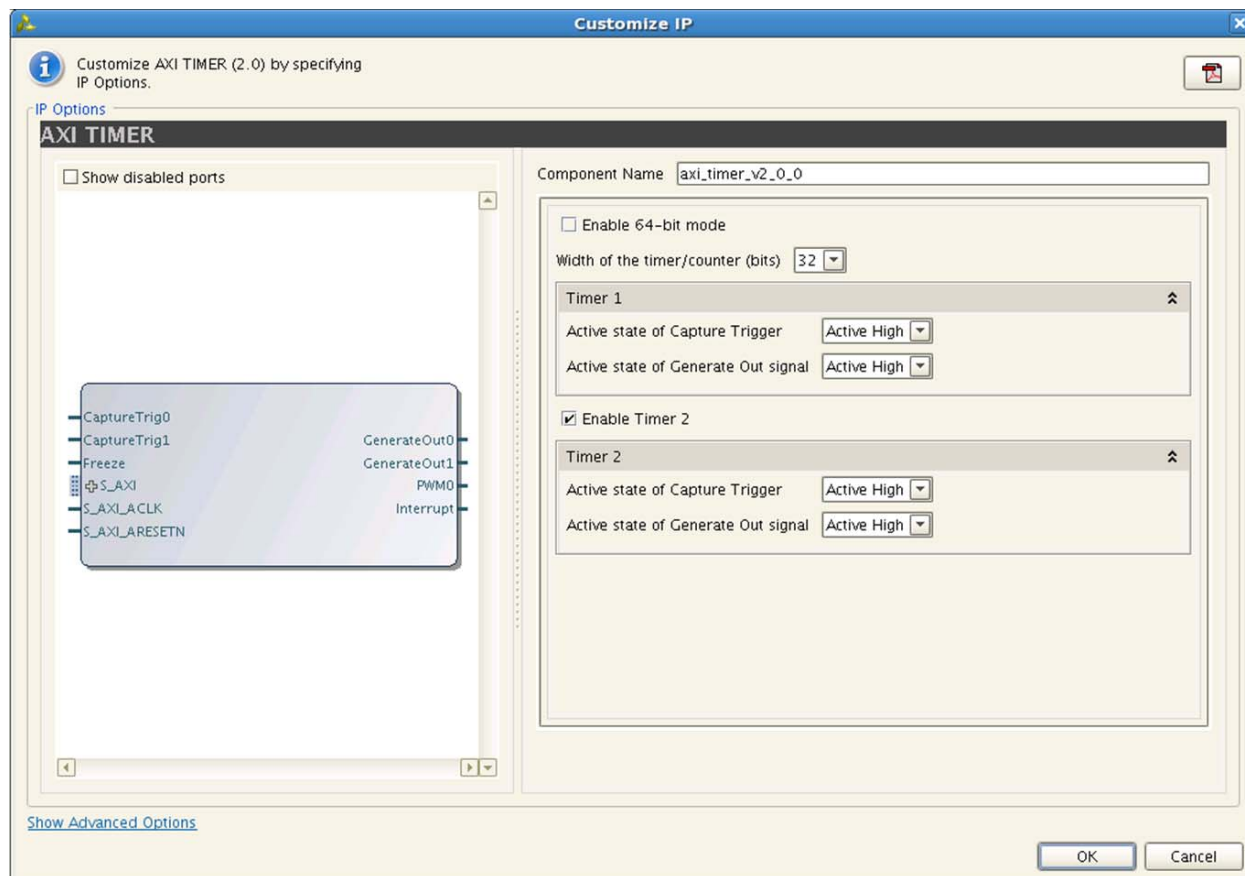 Customize IP
Customize AXI TIMER (2.0) by specifying
IP Options.
IP Options
AXI TIMER
Show disabled ports
CaptureTrig0
CaptureTrig1
Freeze
S_AXI
S_AXI_ACLK
S_AXI_ARESETN
GenerateOut0
GenerateOut1
PWM0
Interrupt
Component Name axi_timer_v2_0_0
Enable 64-bit mode
Width of the timer/counter (bits) 32
Timer 1
Active state of Capture Trigger Active High
Active state of Generate Out signal Active High
Enable Timer 2
Timer 2
Active state of Capture Trigger Active High
Active state of Generate Out signal Active High
Show Advanced Options
OK Cancel